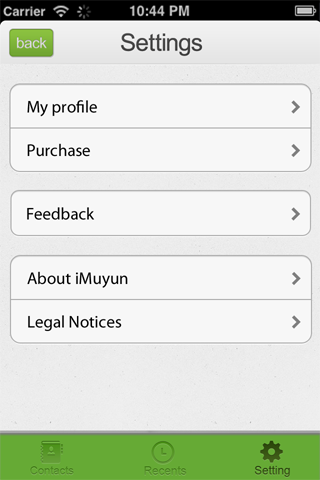 Carrier 10:44 PM
back Settings
My profile
Purchase
Feedback
About iMuyun
Legal Notices
Contacts Recents Setting